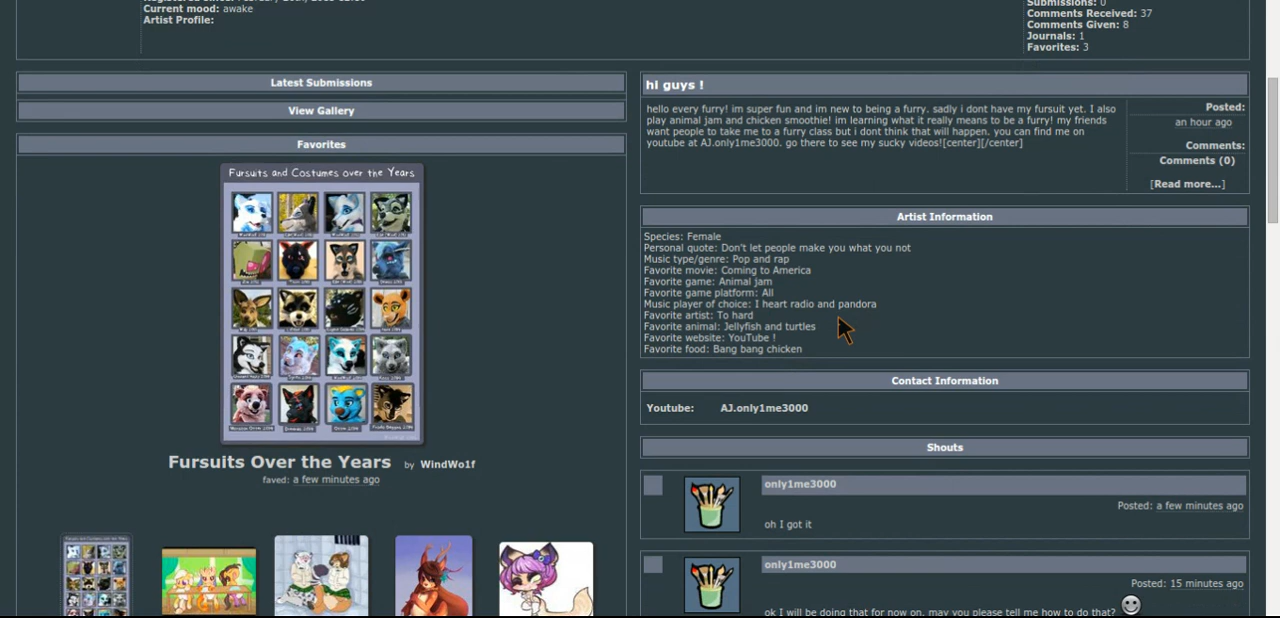 Current mood: awake
Artist Profile:
Submissions: 0
Comments Received: 37
Comments Given: 8
Journals: 1
Favorites: 3
Latest Submissions
View Gallery
Favorites
Fursuits and Costumes over the Years
Fursuits Over the Years by WindWo1f
faved: a few minutes ago
hi guys !
hello every furry! im super fun and im new to being a furry. sadly i dont have my fursuit yet. I also
play animal jam and chicken smoothie! im learning what it really means to be a furry! my friends
want people to take me to a furry class but i dont think that will happen. you can find me on
youtube at AJ.only1me3000. go there to see my sucky videos![center][/center]
Posted:
an hour ago
Comments:
Comments (0)
[Read more...]
Artist Information
Species: Female
Personal quote: Don't let people make you what you not
Music type/genre: Pop and rap
Favorite movie: Coming to America
Favorite game: Animal jam
Favorite game platform: All
Music player of choice: I heart radio and pandora
Favorite artist: To hard
Favorite animal: Jellyfish and turtles
Favorite website: YouTube !
Favorite food: Bang bang chicken
Contact Information
Youtube: AJ.only1me3000
Shouts
only1me3000
Posted: a few minutes ago
oh I got it
only1me3000
Posted: 15 minutes ago
ok I will be doing that for now on. may you please tell me how to do that?